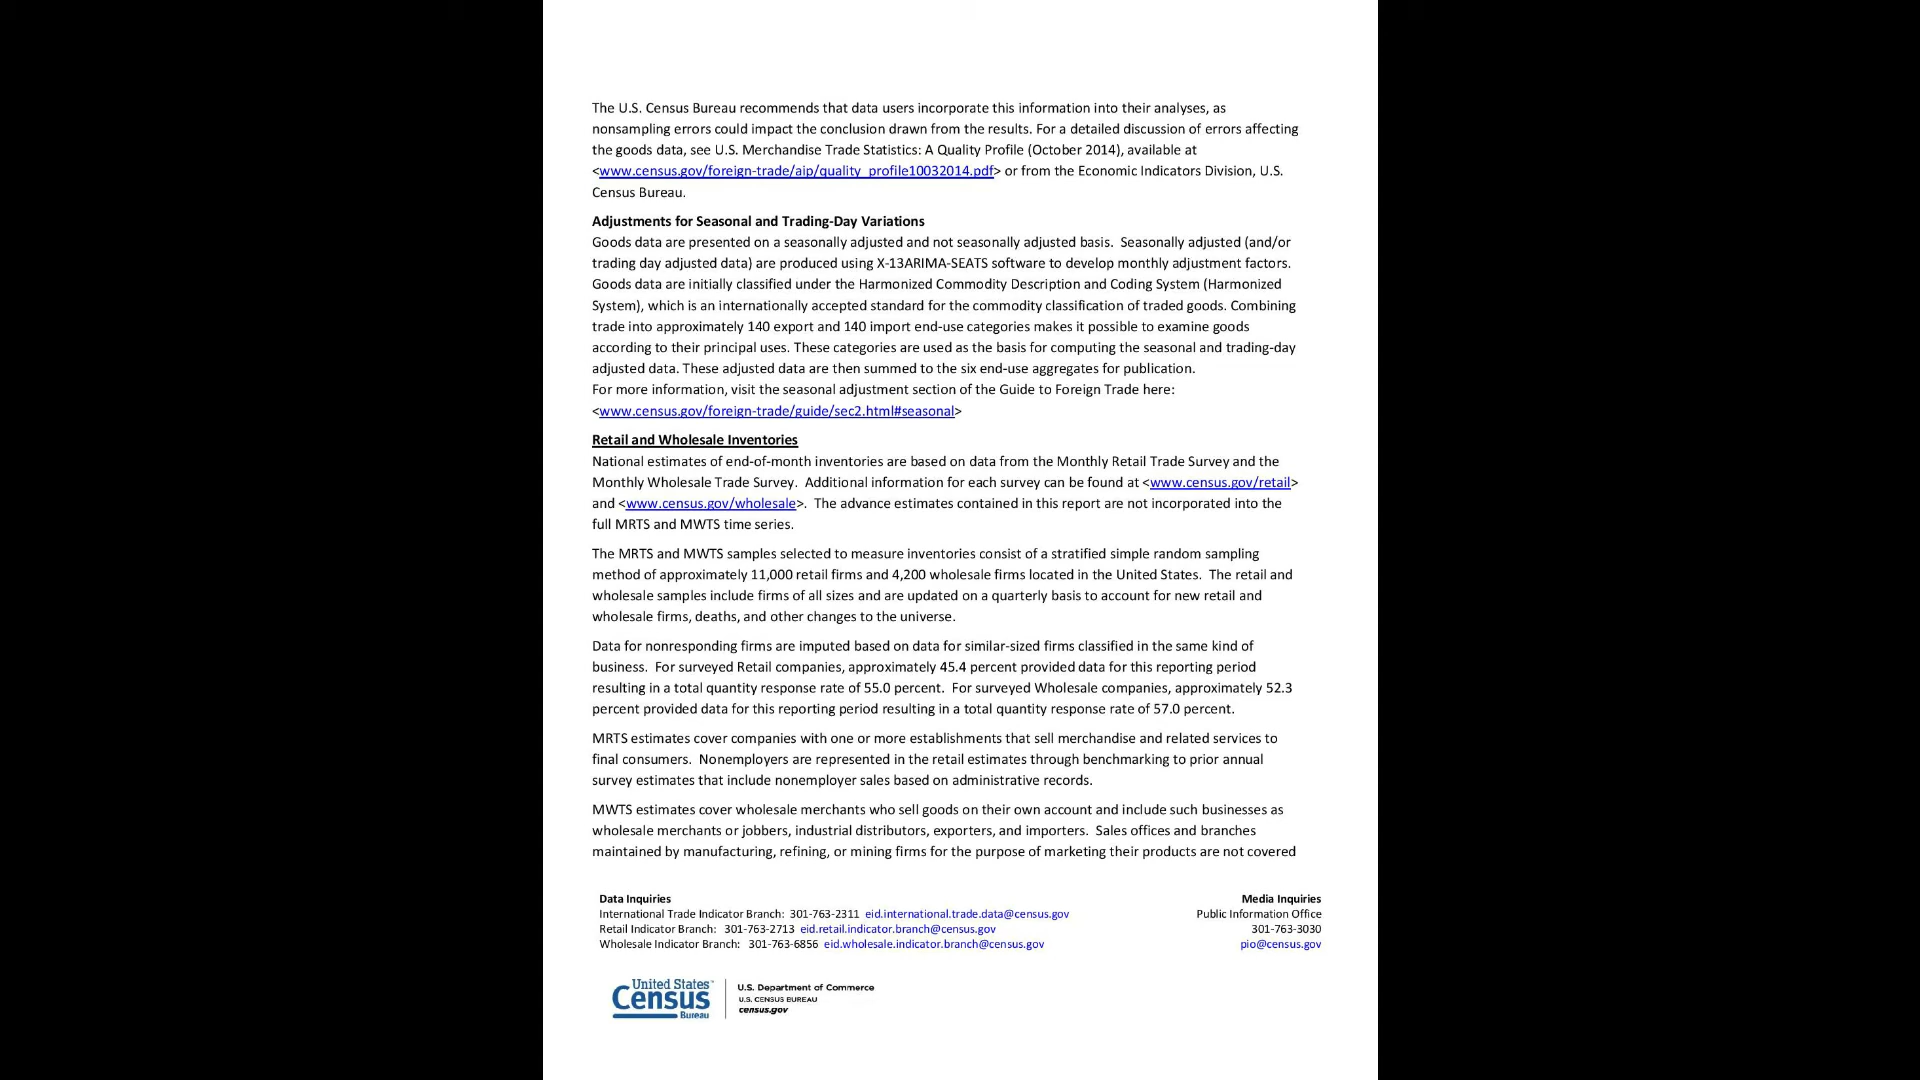 The U.S. Census Bureau recommends that data users incorporate this information into their analyses, as
nonsampling errors could impact the conclusion drawn from the results. For a detailed discussion of errors affecting
the goods data, see U.S. Merchandise Trade Statistics: A Quality Profile (October 2014), available at
<www.census.gov/foreign-trade/aip/quality_profile10032014.pdf> or from the Economic Indicators Division, U.S.
Census Bureau.
Adjustments for Seasonal and Trading-Day Variations
Goods data are presented on a seasonally adjusted and not seasonally adjusted basis.  Seasonally adjusted (and/or
trading day adjusted data) are produced using X-13ARIMA-SEATS software to develop monthly adjustment factors.
Goods data are initially classified under the Harmonized Commodity Description and Coding System (Harmonized
System), which is an internationally accepted standard for the commodity classification of traded goods. Combining
trade into approximately 140 export and 140 import end-use categories makes it possible to examine goods
according to their principal uses. These categories are used as the basis for computing the seasonal and trading-day
adjusted data. These adjusted data are then summed to the six end-use aggregates for publication.
For more information, visit the seasonal adjustment section of the Guide to Foreign Trade here:
<www.census.gov/foreign-trade/guide/sec2.html#seasonal>
Retail and Wholesale Inventories
National estimates of end-of-month inventories are based on data from the Monthly Retail Trade Survey and the
Monthly Wholesale Trade Survey.  Additional information for each survey can be found at <www.census.gov/retail>
and <www.census.gov/wholesale>.  The advance estimates contained in this report are not incorporated into the
full MRTS and MWTS time series.
The MRTS and MWTS samples selected to measure inventories consist of a stratified simple random sampling
method of approximately 11,000 retail firms and 4,200 wholesale firms located in the United States.  The retail and
wholesale samples include firms of all sizes and are updated on a quarterly basis to account for new retail and
wholesale firms, deaths, and other changes to the universe.
Data for nonresponding firms are imputed based on data for similar-sized firms classified in the same kind of
business.  For surveyed Retail companies, approximately 45.4 percent provided data for this reporting period
resulting in a total quantity response rate of 55.0 percent.  For surveyed Wholesale companies, approximately 52.3
percent provided data for this reporting period resulting in a total quantity response rate of 57.0 percent.
MRTS estimates cover companies with one or more establishments that sell merchandise and related services to
final consumers.  Nonemployers are represented in the retail estimates through benchmarking to prior annual
survey estimates that include nonemployer sales based on administrative records.
MWTS estimates cover wholesale merchants who sell goods on their own account and include such businesses as
wholesale merchants or jobbers, industrial distributors, exporters, and importers.  Sales offices and branches
maintained by manufacturing, refining, or mining firms for the purpose of marketing their products are not covered
Data Inquiries
International Trade Indicator Branch:  301-763-2311  eid.international.trade.data@census.gov
Retail Indicator Branch:   301-763-2713  eid.retail.indicator.branch@census.gov
Wholesale Indicator Branch:   301-763-6856  eid.wholesale.indicator.branch@census.gov
Media Inquiries
Public Information Office
301-763-3030
pio@census.gov
United States™
Census
Bureau
U.S. Department of Commerce
U.S. CENSUS BUREAU
census.gov